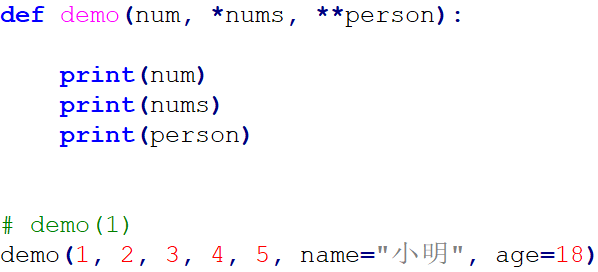 def demo(num, *nums, **person):
    print(num)
    print(nums)
    print(person)
# demo(1)
demo(1, 2, 3, 4, 5, name="小明", age=18)